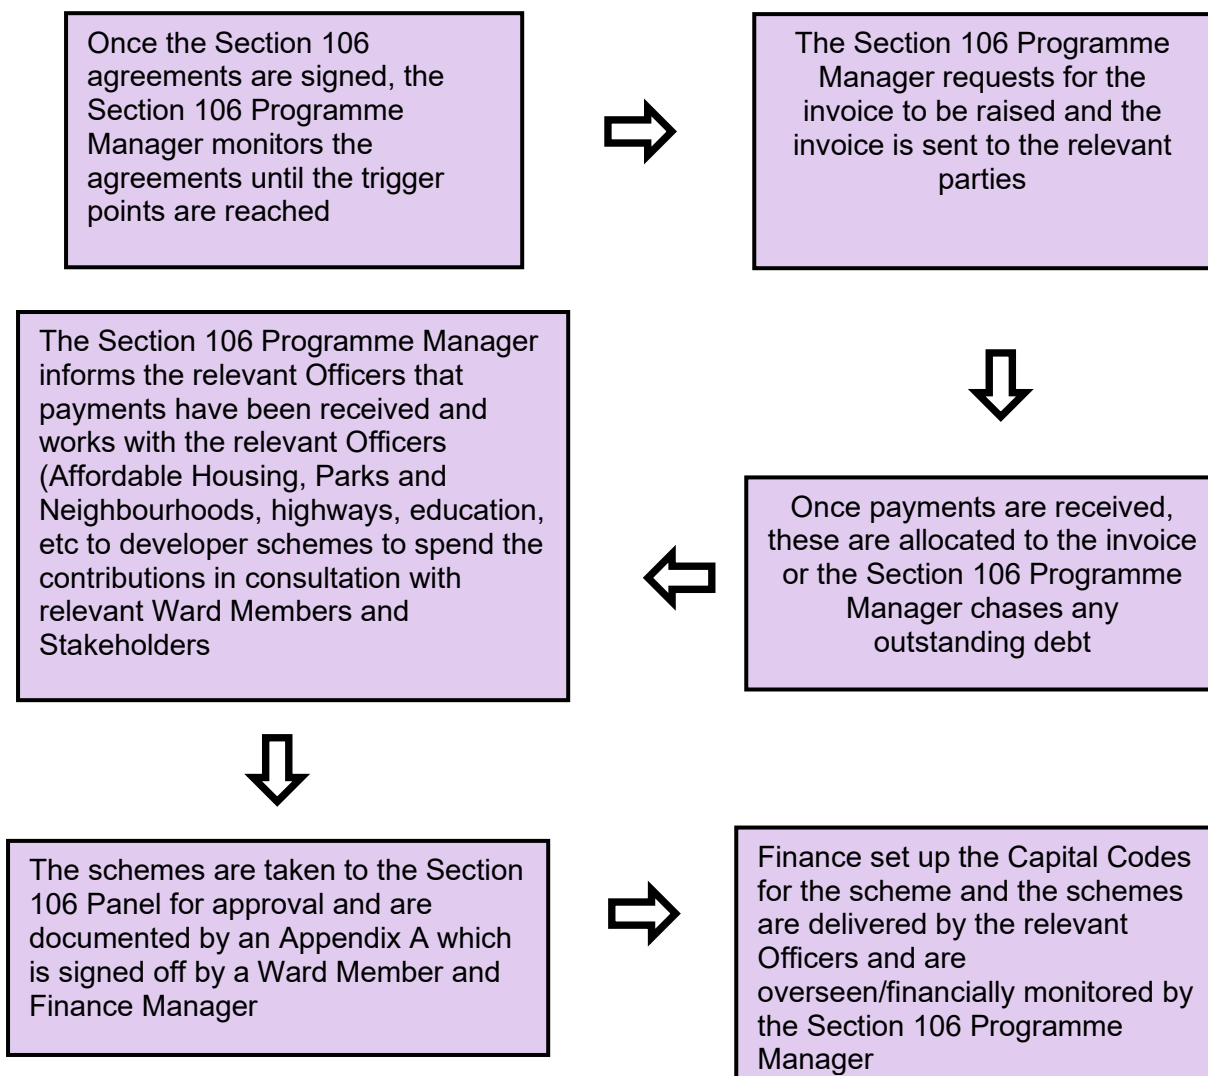 Once the Section 106
agreements are signed, the
Section 106 Programme
Manager monitors the
agreements until the trigger
points are reached
The Section 106 Programme
Manager requests for the
invoice to be raised and the
invoice is sent to the relevant
parties
Once payments are received,
these are allocated to the invoice
or the Section 106 Programme
Manager chases any
outstanding debt
The Section 106 Programme Manager
informs the relevant Officers that
payments have been received and
works with the relevant Officers
(Affordable Housing, Parks and
Neighbourhoods, highways, education,
etc to developer schemes to spend the
contributions in consultation with
relevant Ward Members and
Stakeholders
The schemes are taken to the Section
106 Panel for approval and are
documented by an Appendix A which
is signed off by a Ward Member and
Finance Manager
Finance set up the Capital Codes
for the scheme and the schemes
are delivered by the relevant
Officers and are
overseen/financially monitored by
the Section 106 Programme
Manager